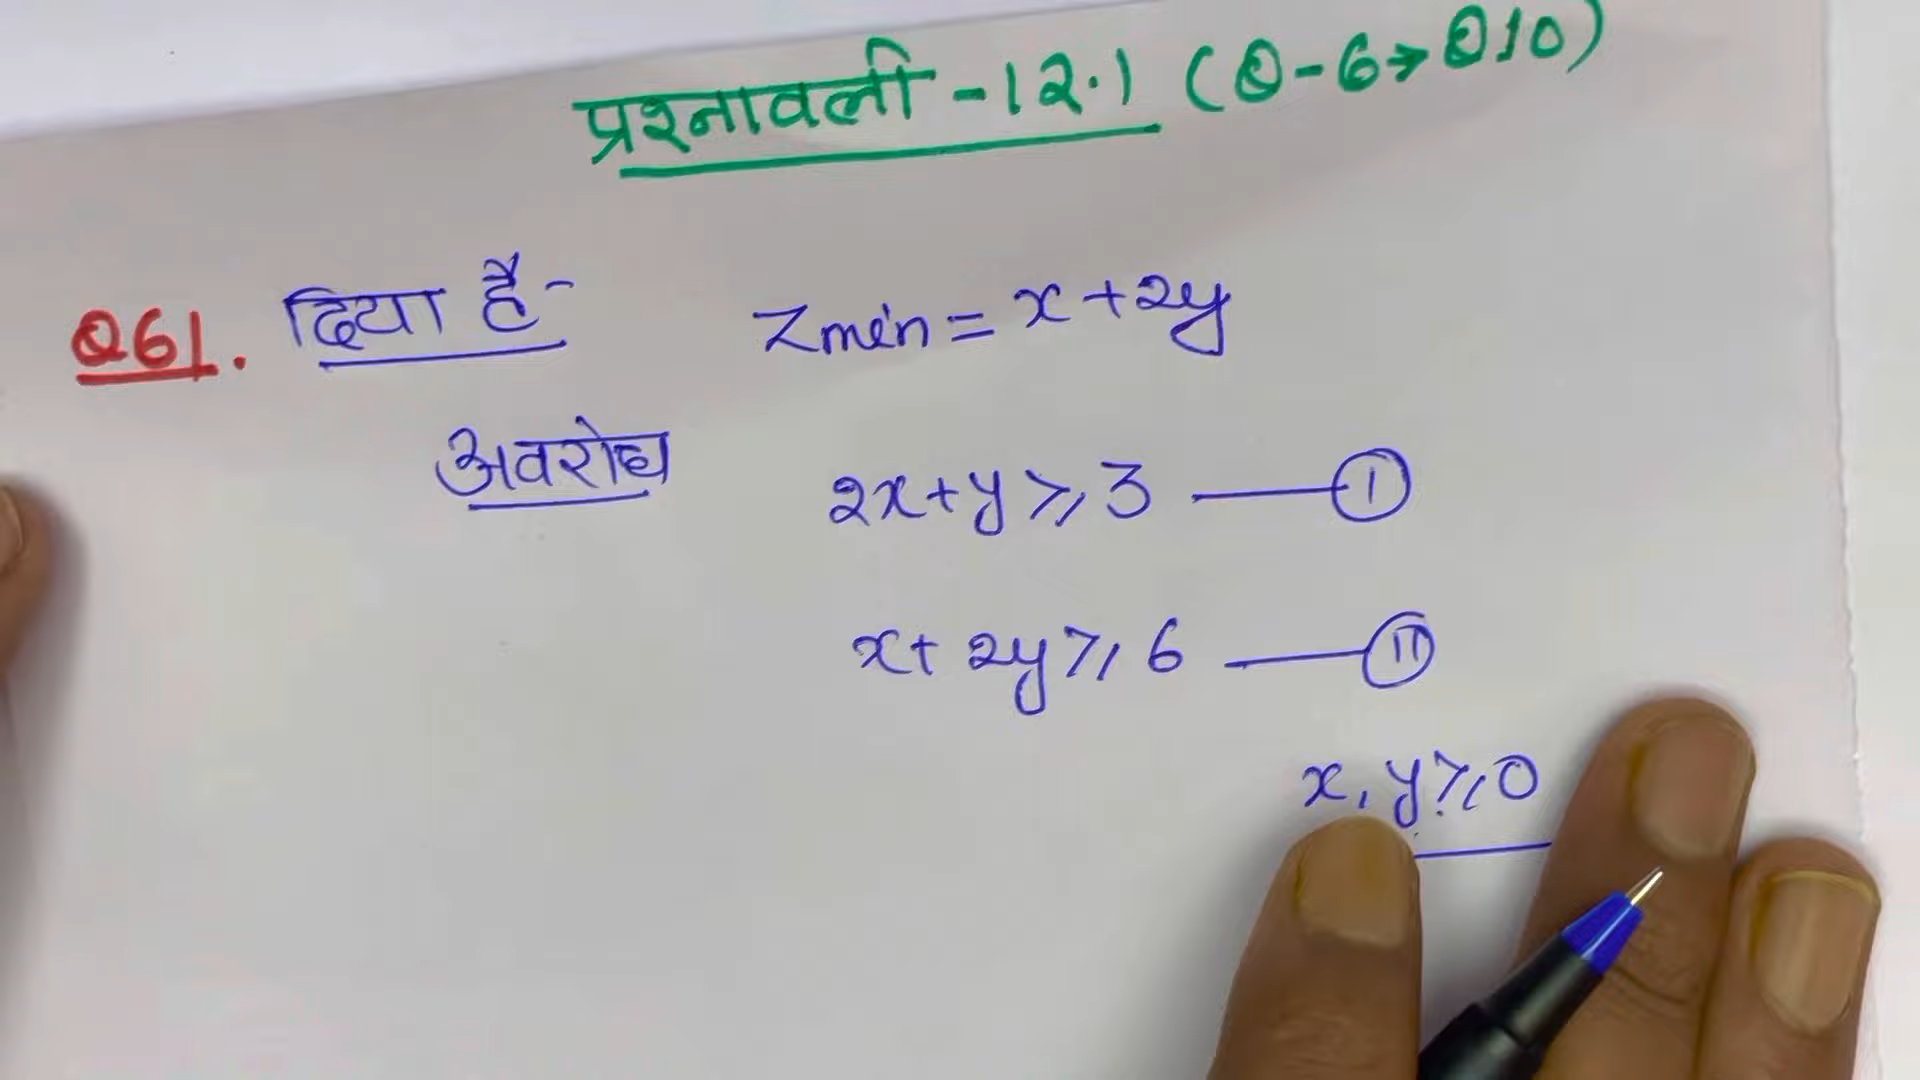 प्रश्नावली -12.1 (Q-6→Q10)
Q6|. दिया है- Zmin = x+2y
अवरोध 2x+y ≥ 3 — I
x+2y ≥ 6 — II
x, y ≥ 0